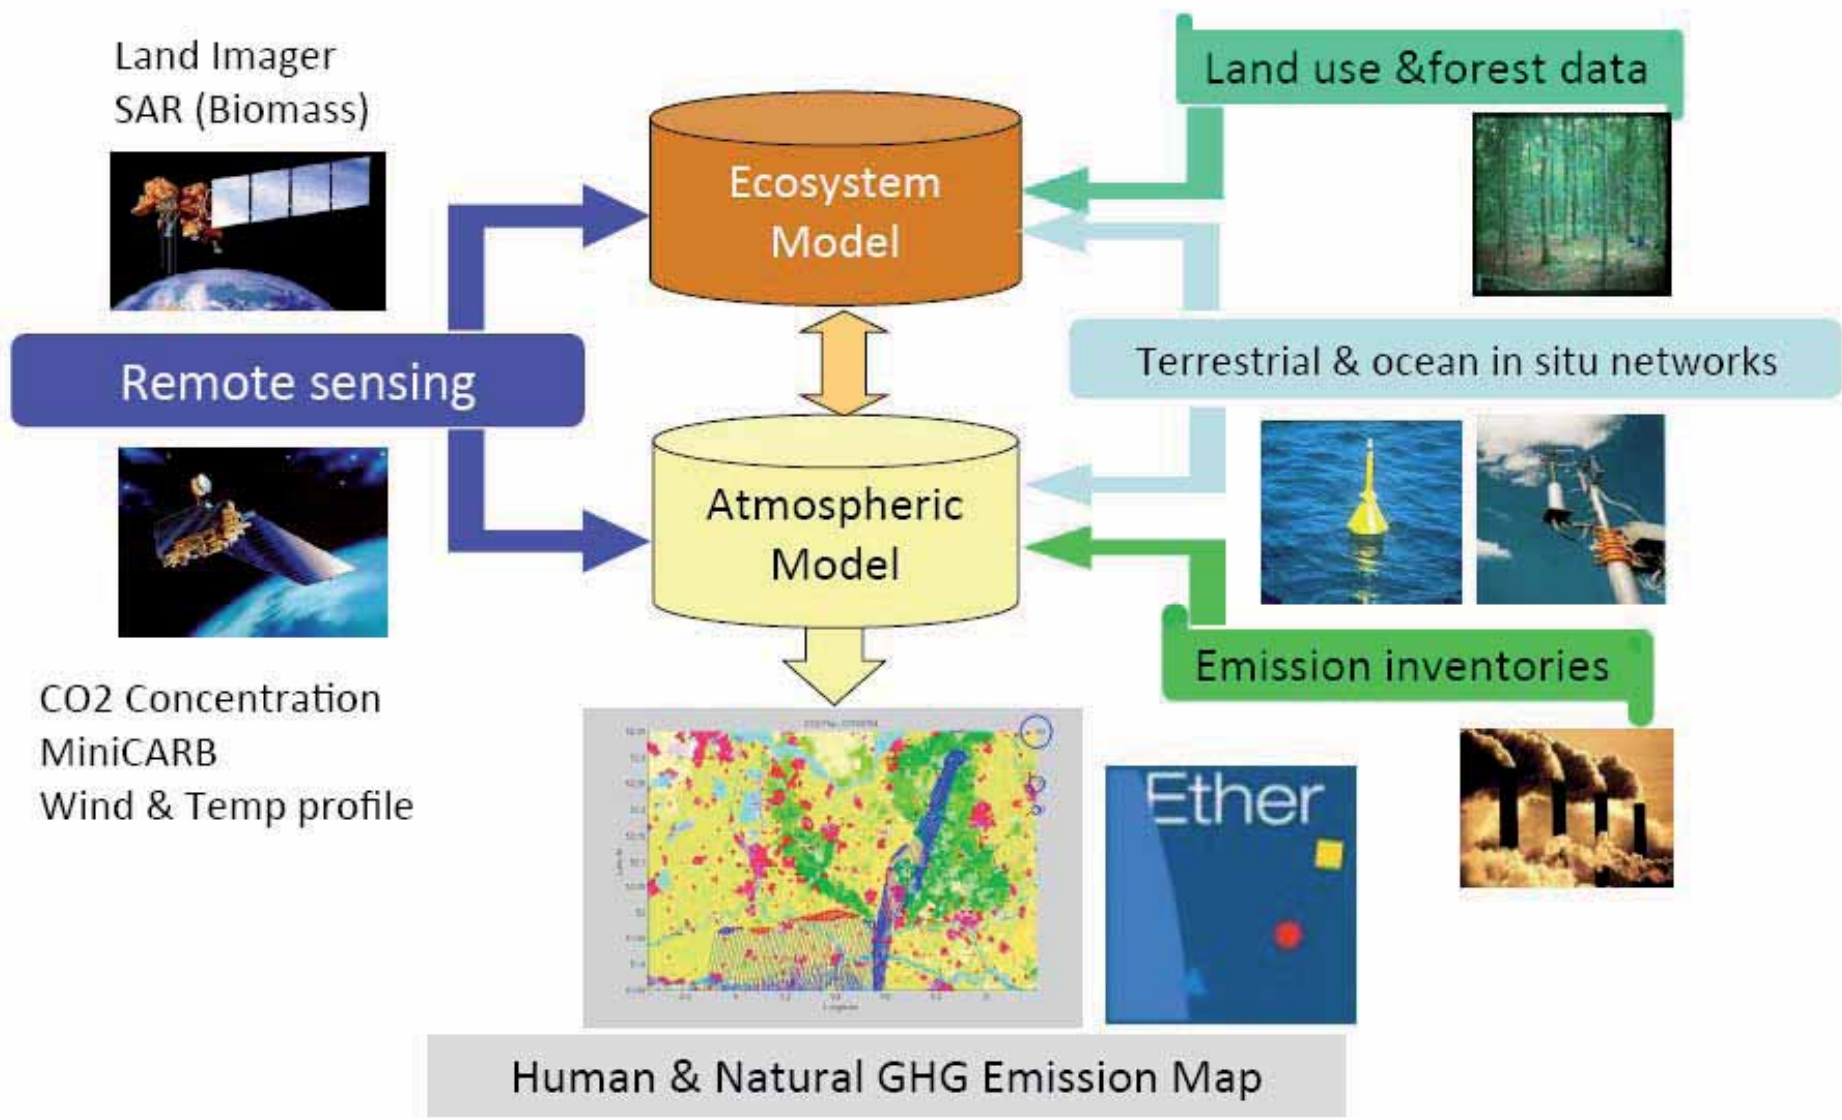 Land Imager
SAR (Biomass)
Land use &forest data
Ecosystem
Model
Remote sensing
Terrestrial & ocean in situ networks
Atmospheric
Model
Emission inventories
CO2 Concentration
MiniCARB
Wind & Temp profile
Ether
Human & Natural GHG Emission Map